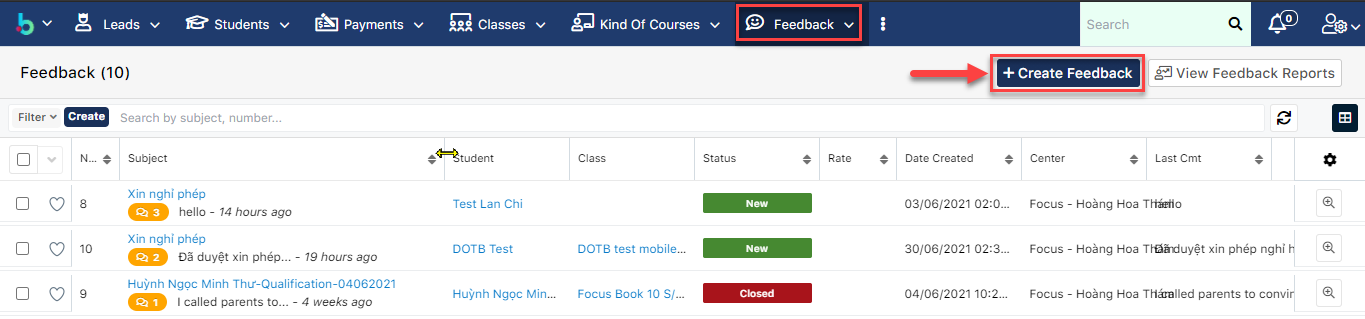 Leads Students Payments Classes Kind Of Courses Feedback Search 0
Feedback (10) + Create Feedback View Feedback Reports
Filter Create Search by subject, number...
N... Subject Student Class Status Rate Date Created Center Last Cmt
8 Xin nghỉ phép Test Lan Chi New 03/06/2021 02:0... Focus - Hoàng Hoa Thám hello
3 hello - 14 hours ago
10 Xin nghỉ phép DOTB Test DOTB test mobile... New 30/06/2021 02:3... Focus - Hoàng Hoa Thám Đã duyệt xin phép nghỉ h
2 Đã duyệt xin phép... - 19 hours ago
9 Huỳnh Ngọc Minh Thư-Qualification-04062021 Huỳnh Ngọc Min... Focus Book 10 S/... Closed 04/06/2021 10:2... Focus - Hoàng Hoa Thám I called parents to convin
1 I called parents to... - 4 weeks ago